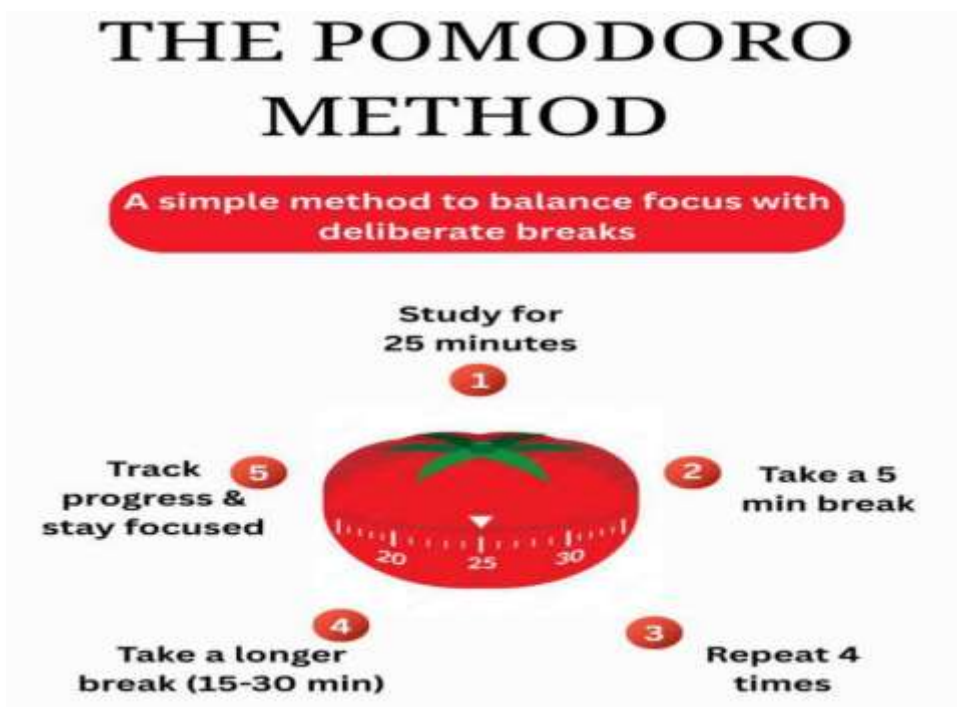 THE POMODORO
METHOD
A simple method to balance focus with
deliberate breaks
Study for
25 minutes
1
2
Take a 5
min break
3
Repeat 4
times
4
Take a longer
break (15-30 min)
5
Track
progress &
stay focused
20 25 30